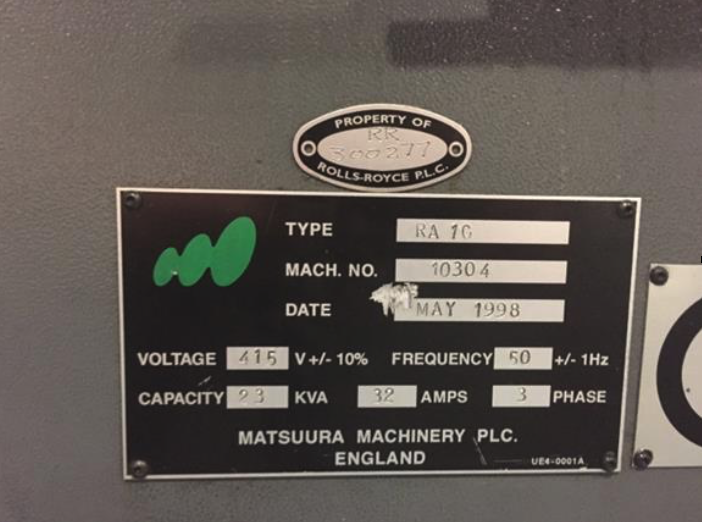 PROPERTY OF
RR
300277
ROLLS-ROYCE P.L.C.
TYPE RA 1G
MACH. NO. 10304
DATE MAY 1998
VOLTAGE 415 V +/- 10% FREQUENCY 50 +/- 1Hz
CAPACITY 23 KVA 32 AMPS 3 PHASE
MATSUURA MACHINERY PLC.
ENGLAND
UE4-0001A